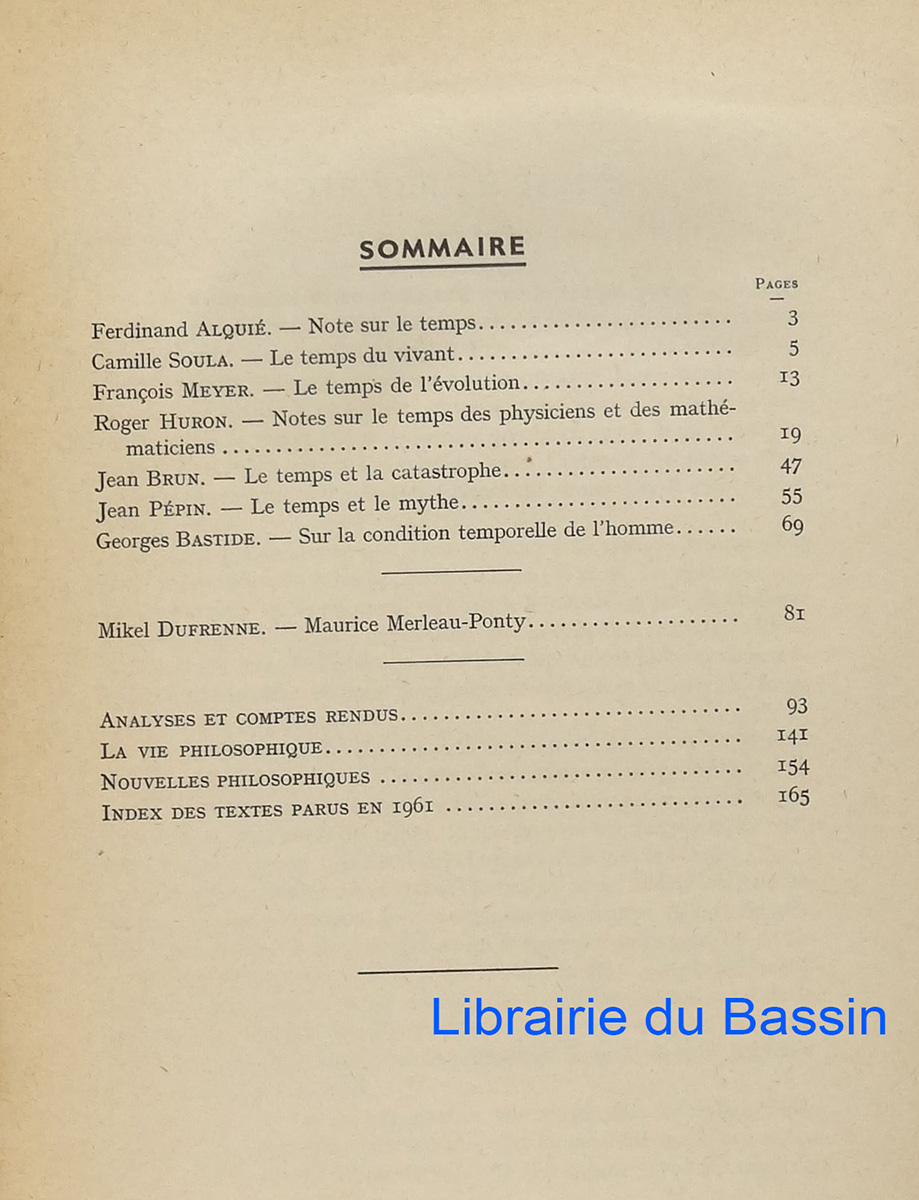 SOMMAIRE
PAGES
Ferdinand ALQUIÉ. — Note sur le temps.......................... 3
Camille SOULA. — Le temps du vivant............................ 5
François MEYER. — Le temps de l'évolution.................... 13
Roger HURON. — Notes sur le temps des physiciens et des mathé-
maticiens .................................................. 19
Jean BRUN. — Le temps et la catastrophe...................... 47
Jean PÉPIN. — Le temps et le mythe........................... 55
Georges BASTIDE. — Sur la condition temporelle de l'homme...... 69
Mikel DUFRENNE. — Maurice Merleau-Ponty..................... 81
ANALYSES ET COMPTES RENDUS................................. 93
LA VIE PHILOSOPHIQUE......................................... 141
NOUVELLES PHILOSOPHIQUES .................................... 154
INDEX DES TEXTES PARUS EN 1961 .............................. 165
Librairie du Bassin